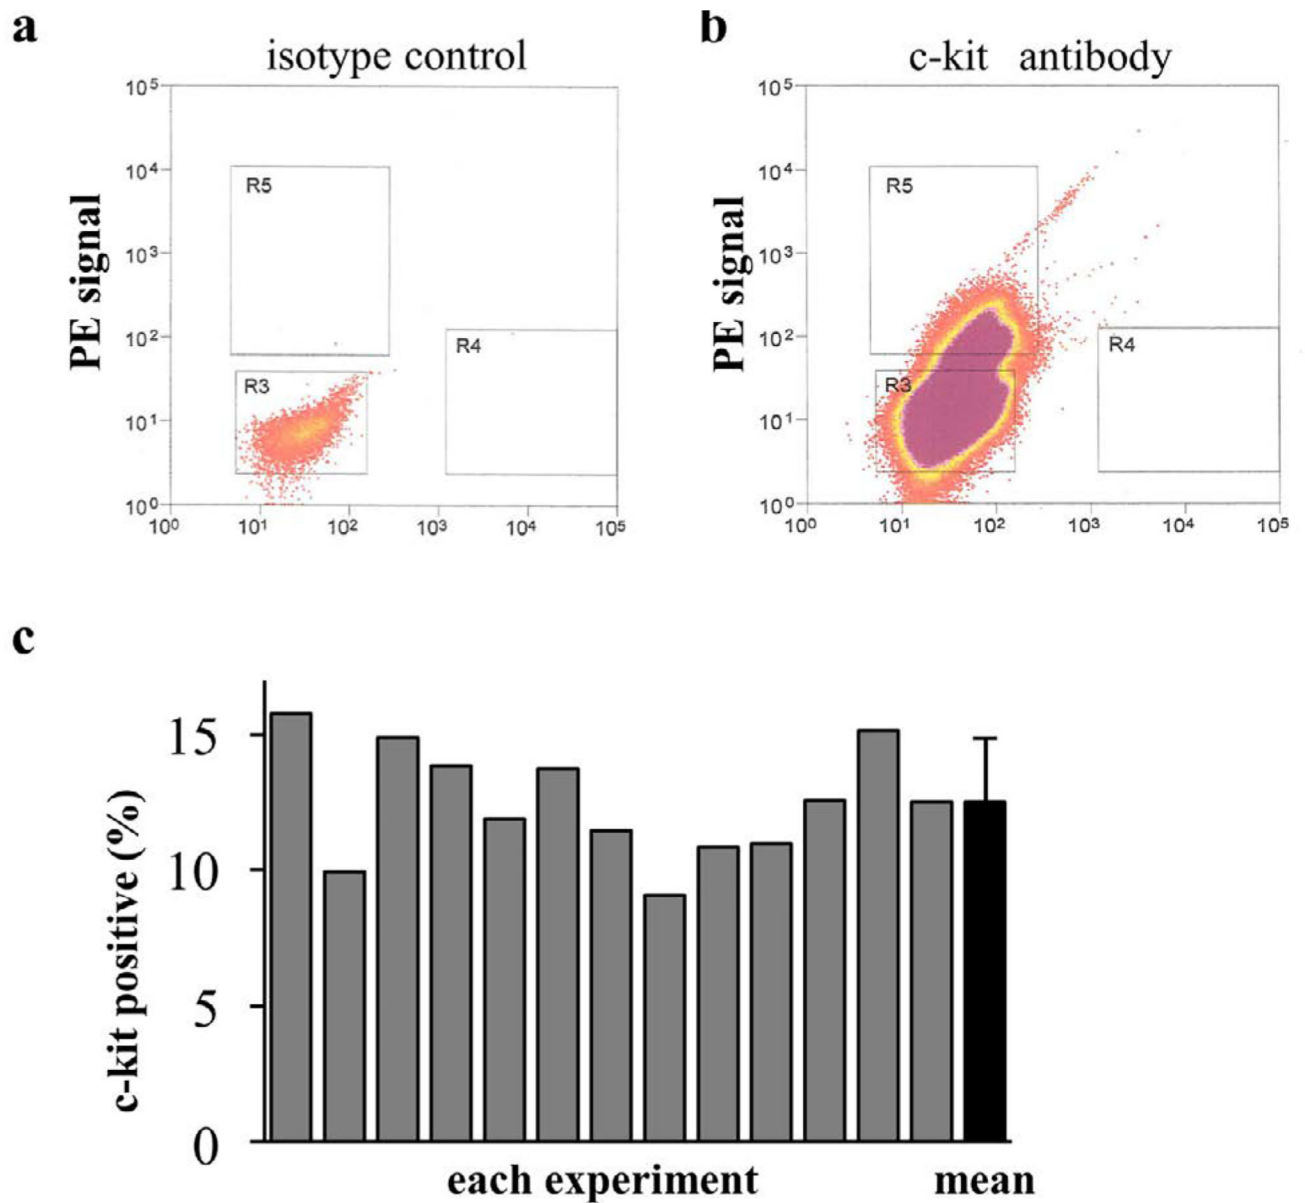 a
isotype control
PE signal
10⁵
10⁴
10³
10²
10¹
10⁰
R5
R3
R4
10⁰ 10¹ 10² 10³ 10⁴ 10⁵
b
c-kit antibody
PE signal
10⁵
10⁴
10³
10²
10¹
10⁰
R5
R3
R4
10⁰ 10¹ 10² 10³ 10⁴ 10⁵
c
c-kit positive (%)
15
10
5
0
each experiment mean